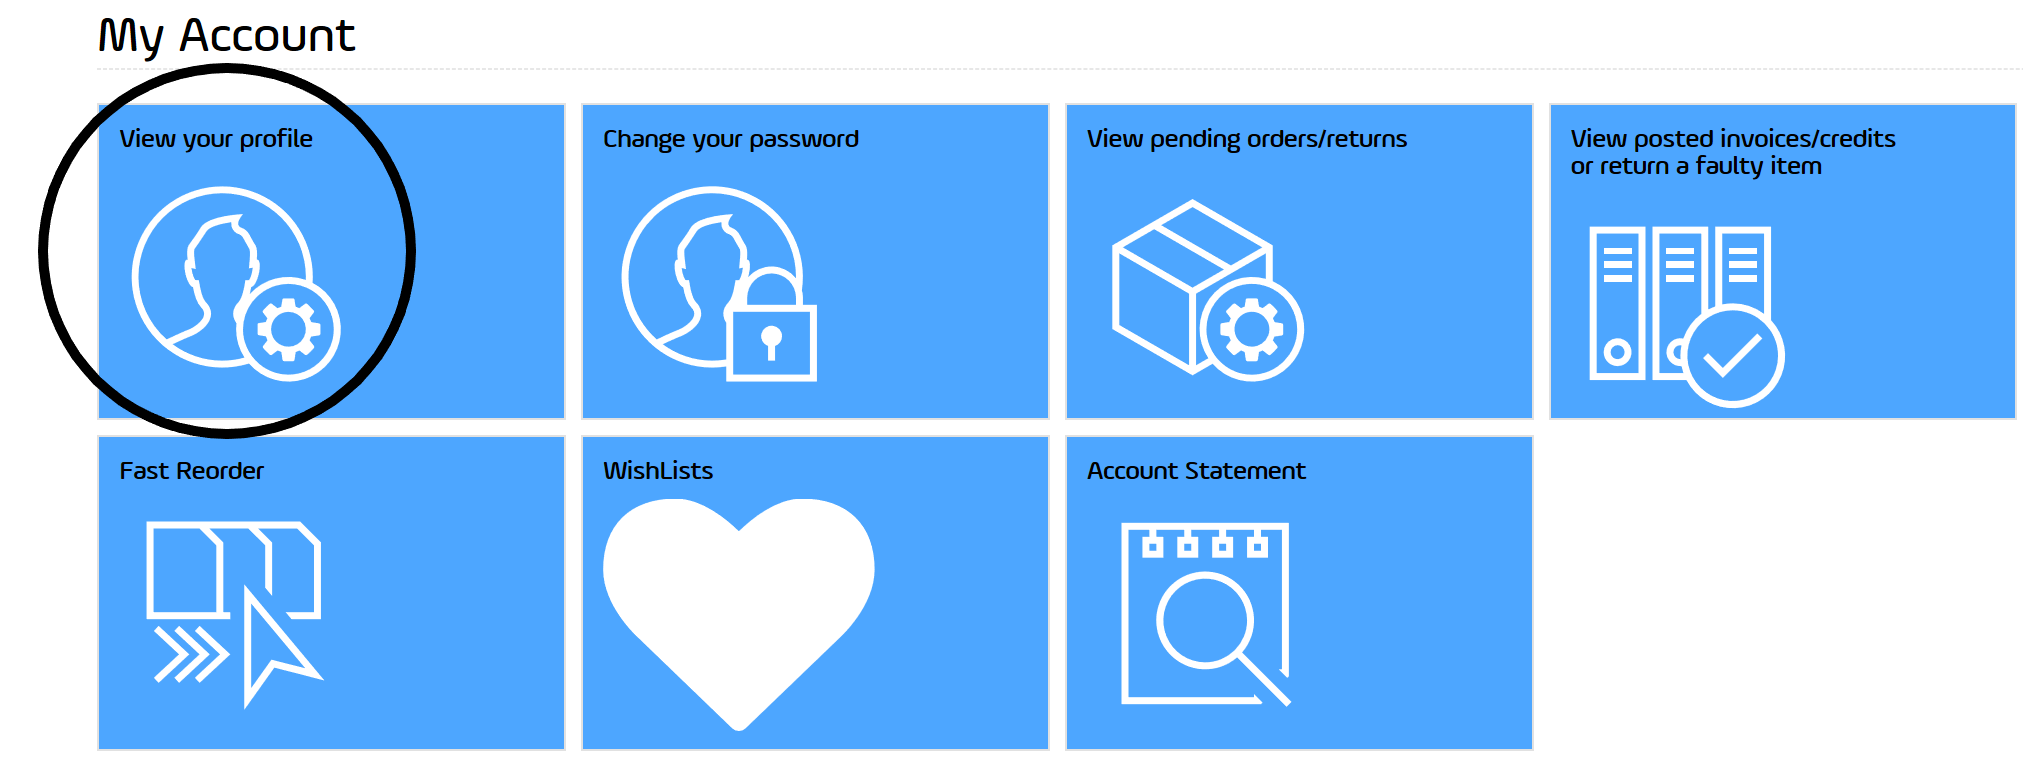 My Account
View your profile
Change your password
View pending orders/returns
View posted invoices/credits
or return a faulty item
Fast Reorder
WishLists
Account Statement